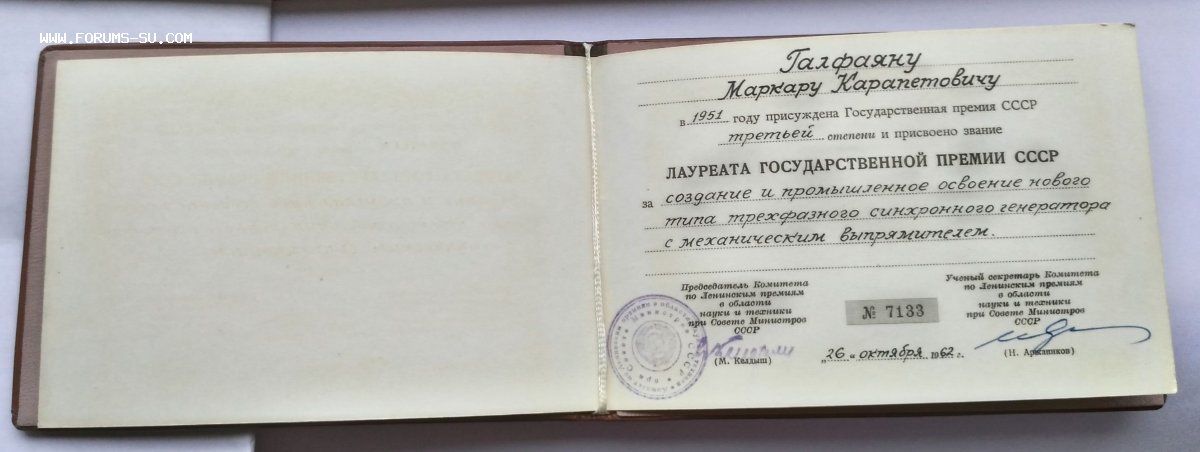 WWW.FORUMS-SU.COM
Галфаяну
Маркару Карапетовичу
в 1951 году присуждена Государственная премия СССР
третьей степени и присвоено звание
ЛАУРЕАТА ГОСУДАРСТВЕННОЙ ПРЕМИИ СССР
за создание и промышленное освоение нового
типа трехфазного синхронного генератора
с механическим выпрямителем.
Председатель Комитета
по Ленинским премиям
в области
науки и техники
при Совете Министров
СССР
(М. Келдыш)
№ 7133
"26" октября 1962 г.
Ученый секретарь Комитета
по Ленинским премиям
в области
науки и техники
при Совете Министров
СССР
(Н. Аржаников)